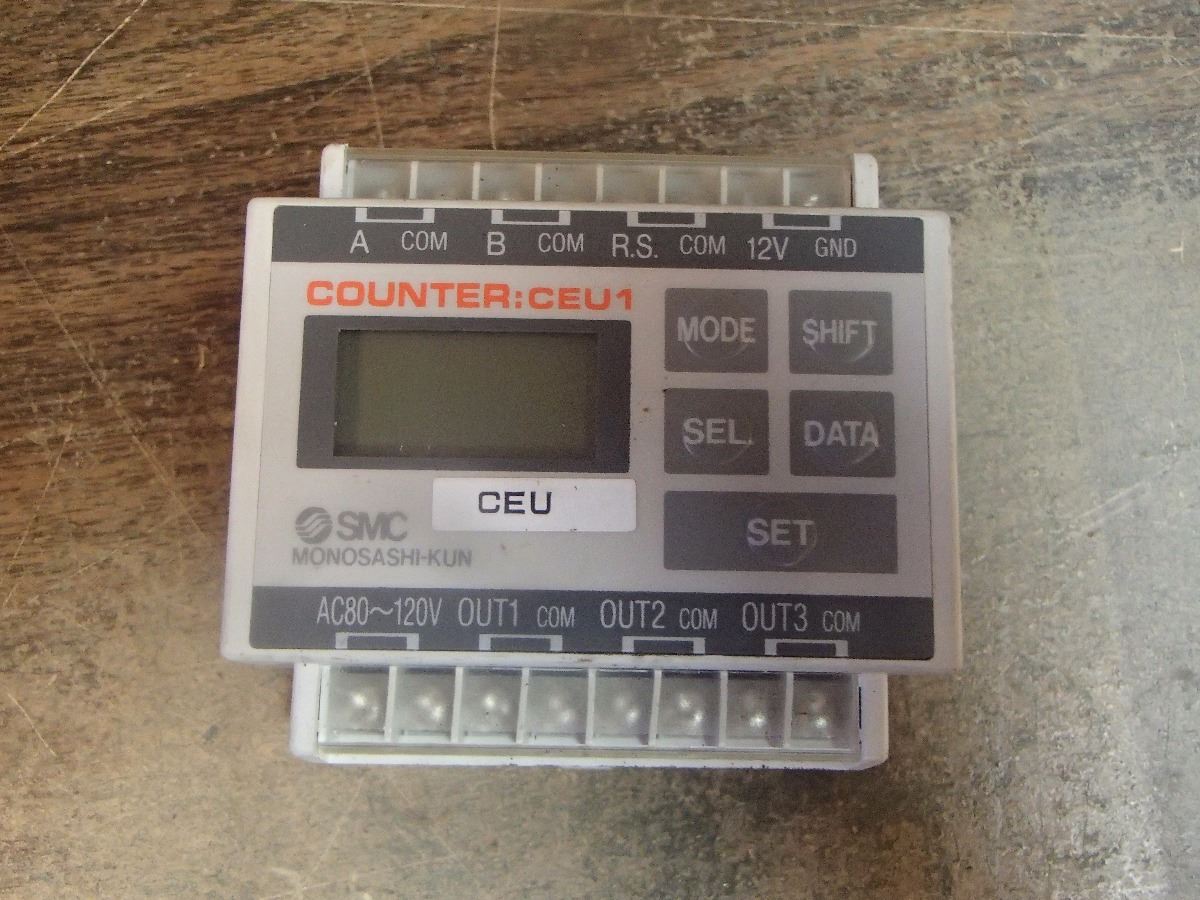 A COM B COM R.S. COM 12V GND
COUNTER:CEU1
MODE SHIFT
SEL. DATA
CEU
SET
SMC
MONOSASHI-KUN
AC80~120V OUT1 COM OUT2 COM OUT3 COM